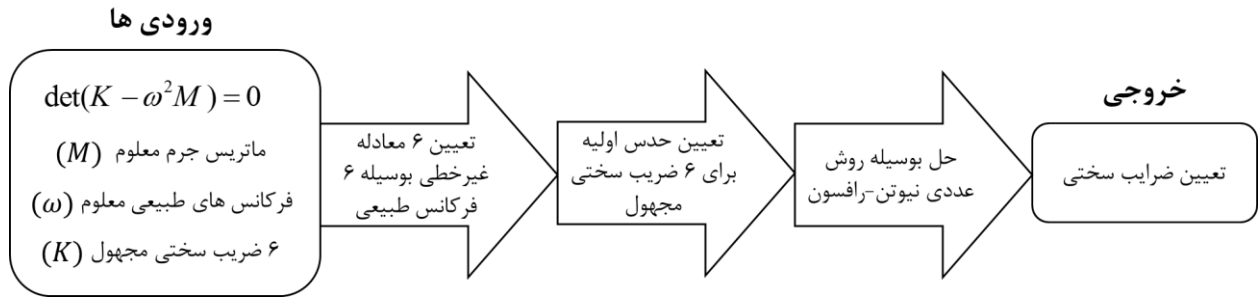 ورودی ها
det(K − ω²M) = 0
ماتریس جرم معلوم (M)
فرکانس های طبیعی معلوم (ω)
۶ ضریب سختی مجهول (K)
تعیین ۶ معادله
غیرخطی بوسیله ۶
فرکانس طبیعی
تعیین حدس اولیه
برای ۶ ضریب سختی
مجهول
حل بوسیله روش
عددی نیوتن-رافسون
خروجی
تعیین ضرایب سختی